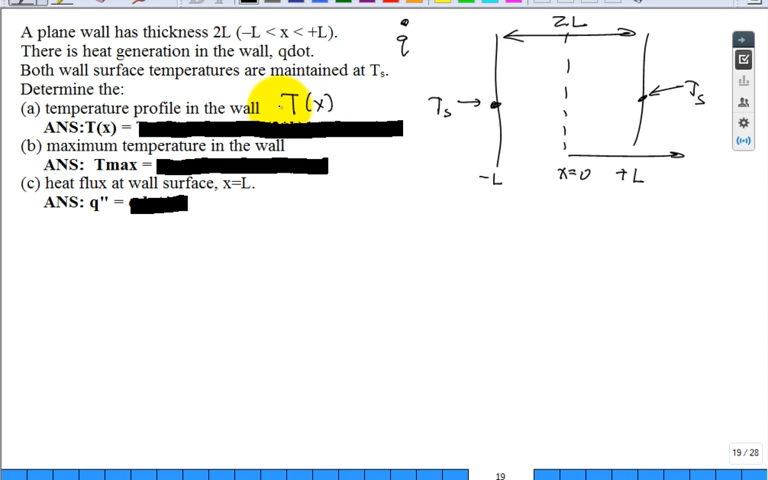 A plane wall has thickness 2L (–L < x < +L).
There is heat generation in the wall, qdot.
Both wall surface temperatures are maintained at Ts.
Determine the:
(a) temperature profile in the wall T(x)
ANS:T(x) =
(b) maximum temperature in the wall
ANS: Tmax =
(c) heat flux at wall surface, x=L.
ANS: q" =
q̇
2L
Ts
Ts
-L
x=0
+L
19 / 28
19